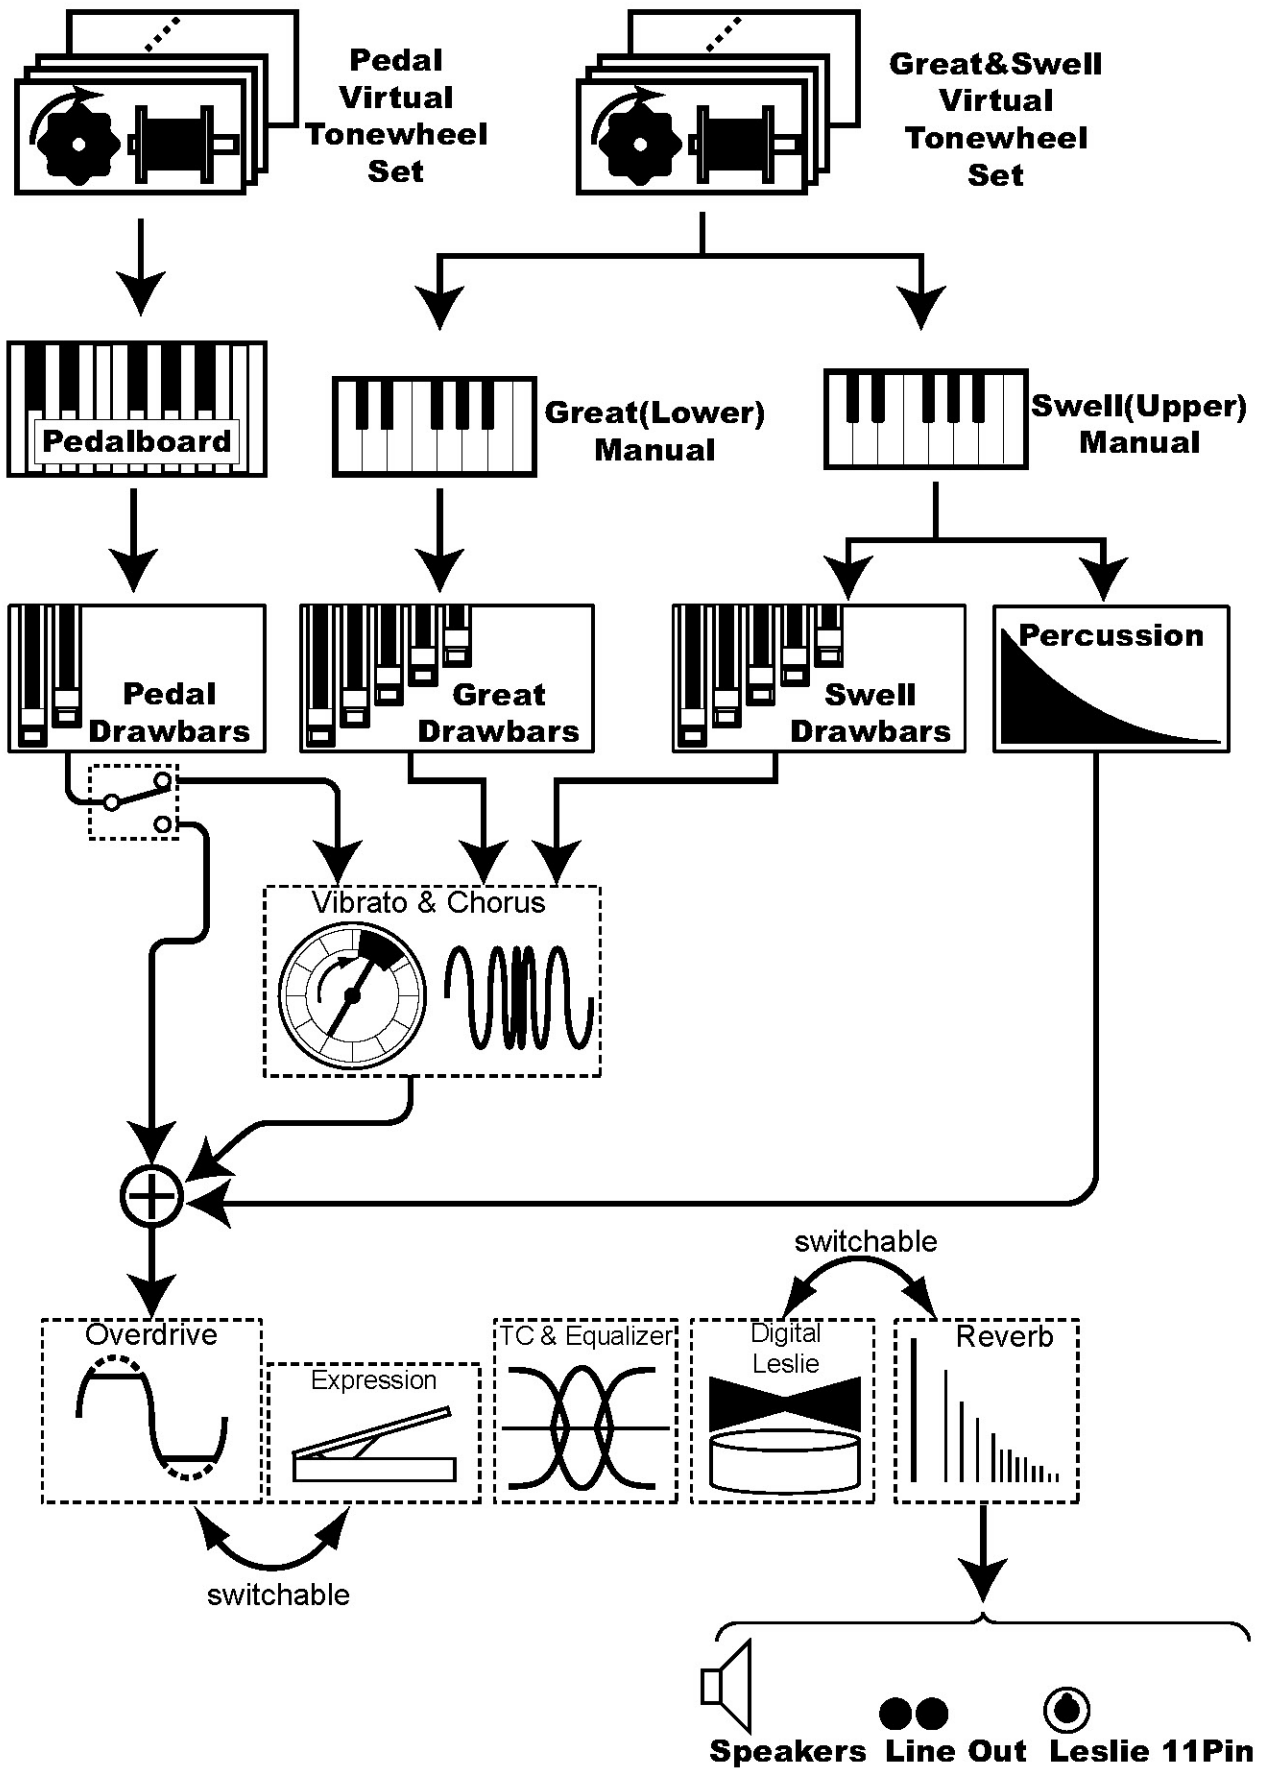 Pedal
Virtual
Tonewheel
Set
Great&Swell
Virtual
Tonewheel
Set
Pedalboard
Great(Lower)
Manual
Swell(Upper)
Manual
Pedal
Drawbars
Great
Drawbars
Swell
Drawbars
Percussion
Vibrato & Chorus
switchable
Overdrive
Expression
TC & Equalizer
Digital
Leslie
Reverb
switchable
Speakers Line Out Leslie 11Pin